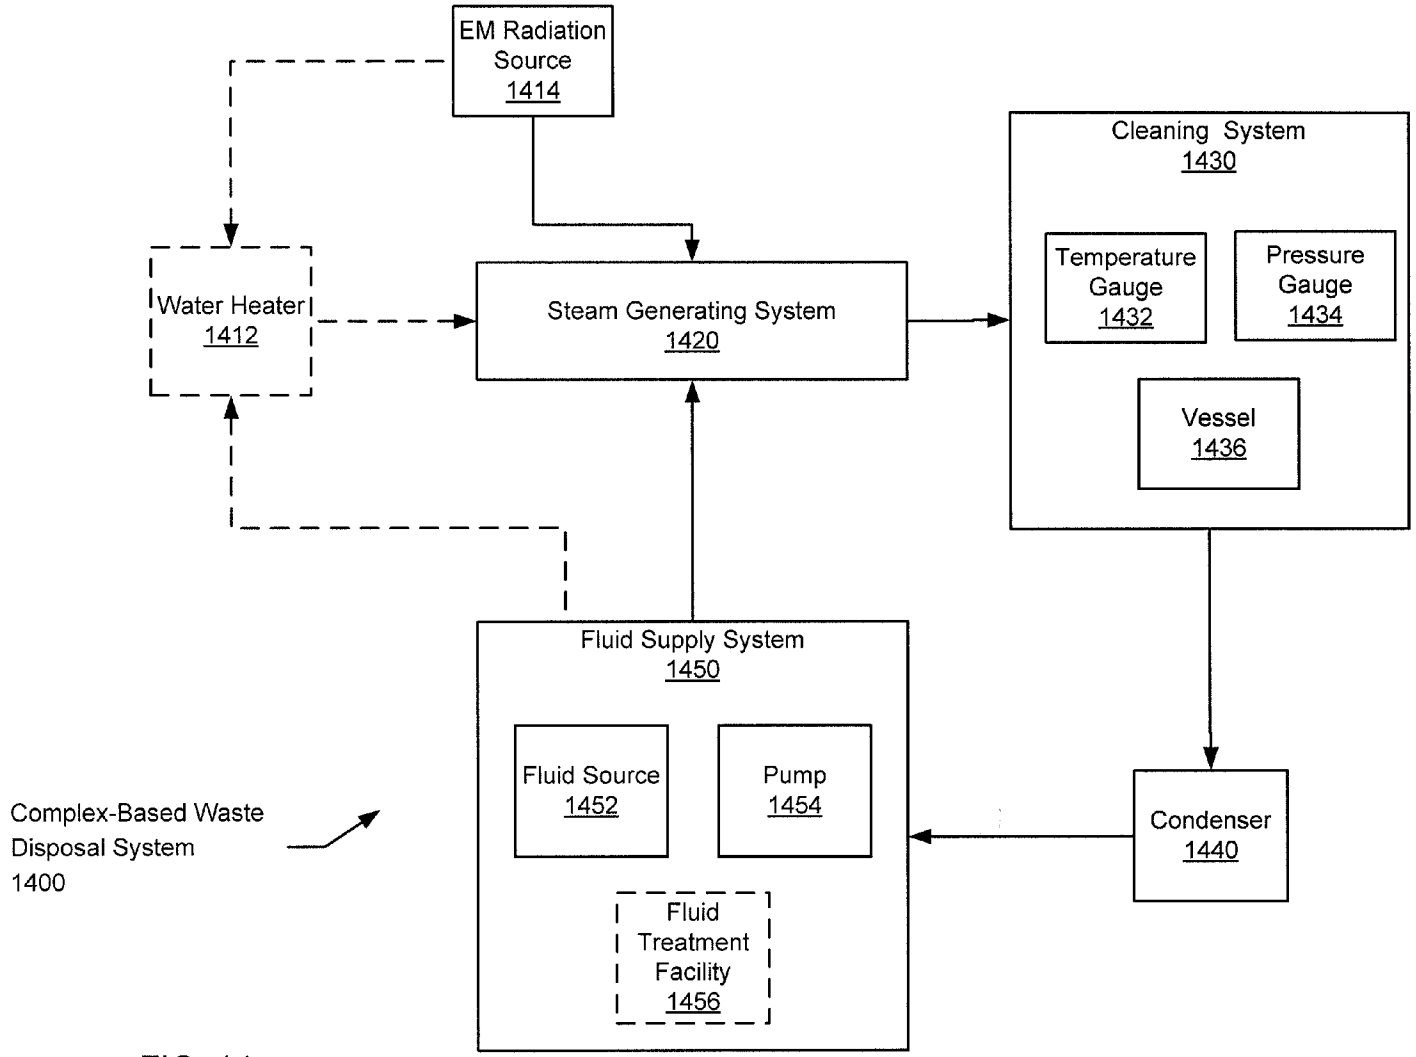 EM Radiation
Source
1414
Cleaning System
1430
Temperature
Gauge
1432
Pressure
Gauge
1434
Vessel
1436
Water Heater
1412
Steam Generating System
1420
Fluid Supply System
1450
Fluid Source
1452
Pump
1454
Fluid
Treatment
Facility
1456
Condenser
1440
Complex-Based Waste
Disposal System
1400